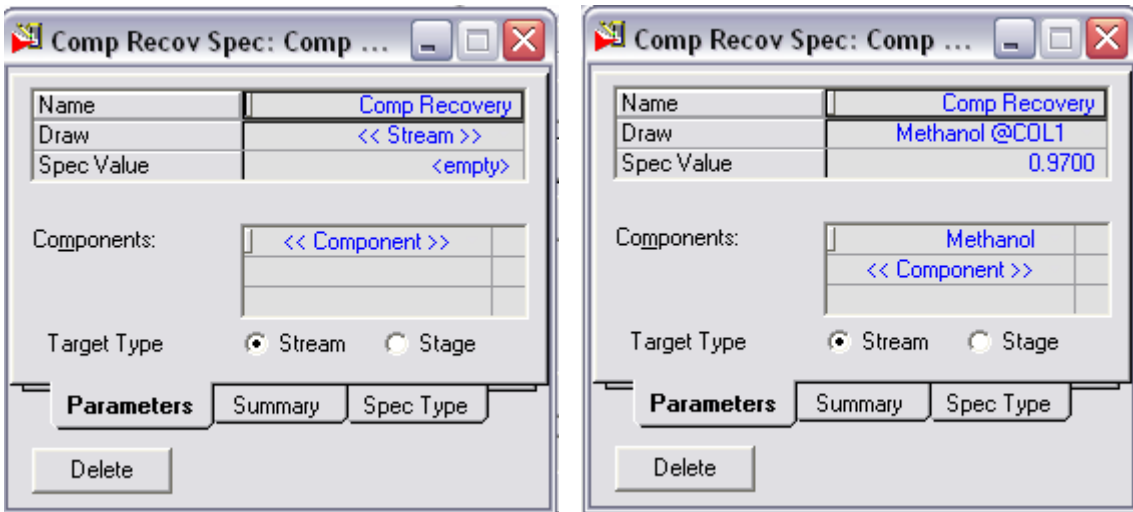 Comp Recov Spec: Comp ...
Name Comp Recovery
Draw << Stream >>
Spec Value <empty>
Components: << Component >>
Target Type Stream Stage
Parameters Summary Spec Type
Delete
Comp Recov Spec: Comp ...
Name Comp Recovery
Draw Methanol @COL1
Spec Value 0.9700
Components: Methanol
<< Component >>
Target Type Stream Stage
Parameters Summary Spec Type
Delete